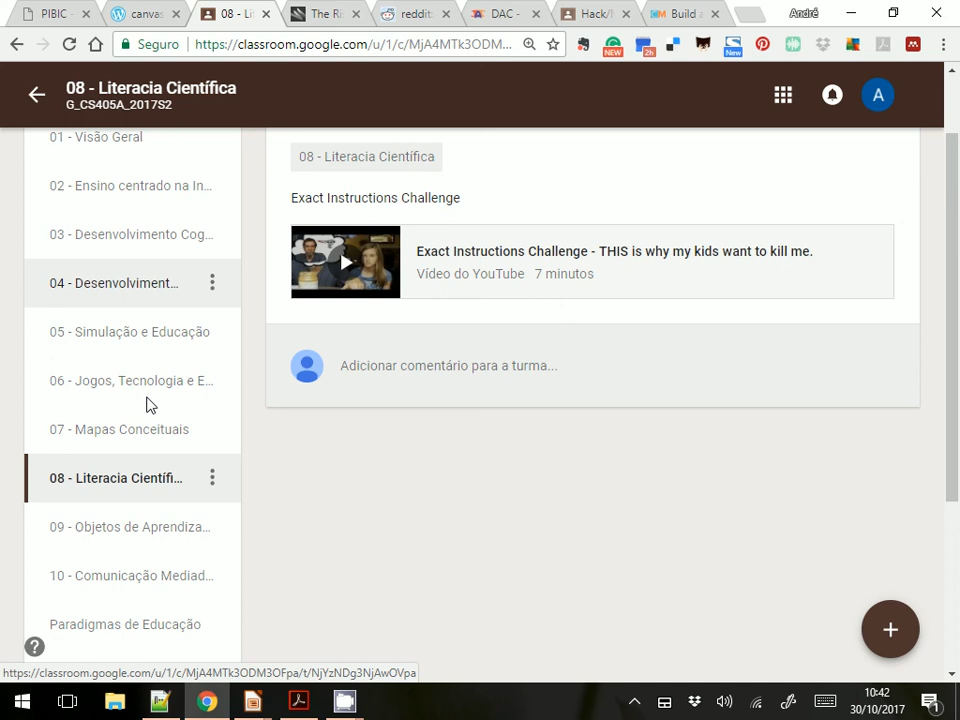 PIBIC -
canvas
08 - Li
The Ri
reddit
DAC -
Hack/
Build a
André
Seguro
https://classroom.google.com/u/1/c/MjA4MTk3ODM...
NEW
2h
New
08 - Literacia Científica
G_CS405A_2017S2
A
01 - Visão Geral
02 - Ensino centrado na In...
03 - Desenvolvimento Cog...
04 - Desenvolviment...
05 - Simulação e Educação
06 - Jogos, Tecnologia e E...
07 - Mapas Conceituais
08 - Literacia Científi...
09 - Objetos de Aprendiza...
10 - Comunicação Mediad...
Paradigmas de Educação
08 - Literacia Científica
Exact Instructions Challenge
Exact Instructions Challenge - THIS is why my kids want to kill me.
Vídeo do YouTube 7 minutos
Adicionar comentário para a turma...
+
?
https://classroom.google.com/u/1/c/MjA4MTk3ODM3OFpa/t/NjYzNDg3NjAwOVpa
10:42
30/10/2017
1